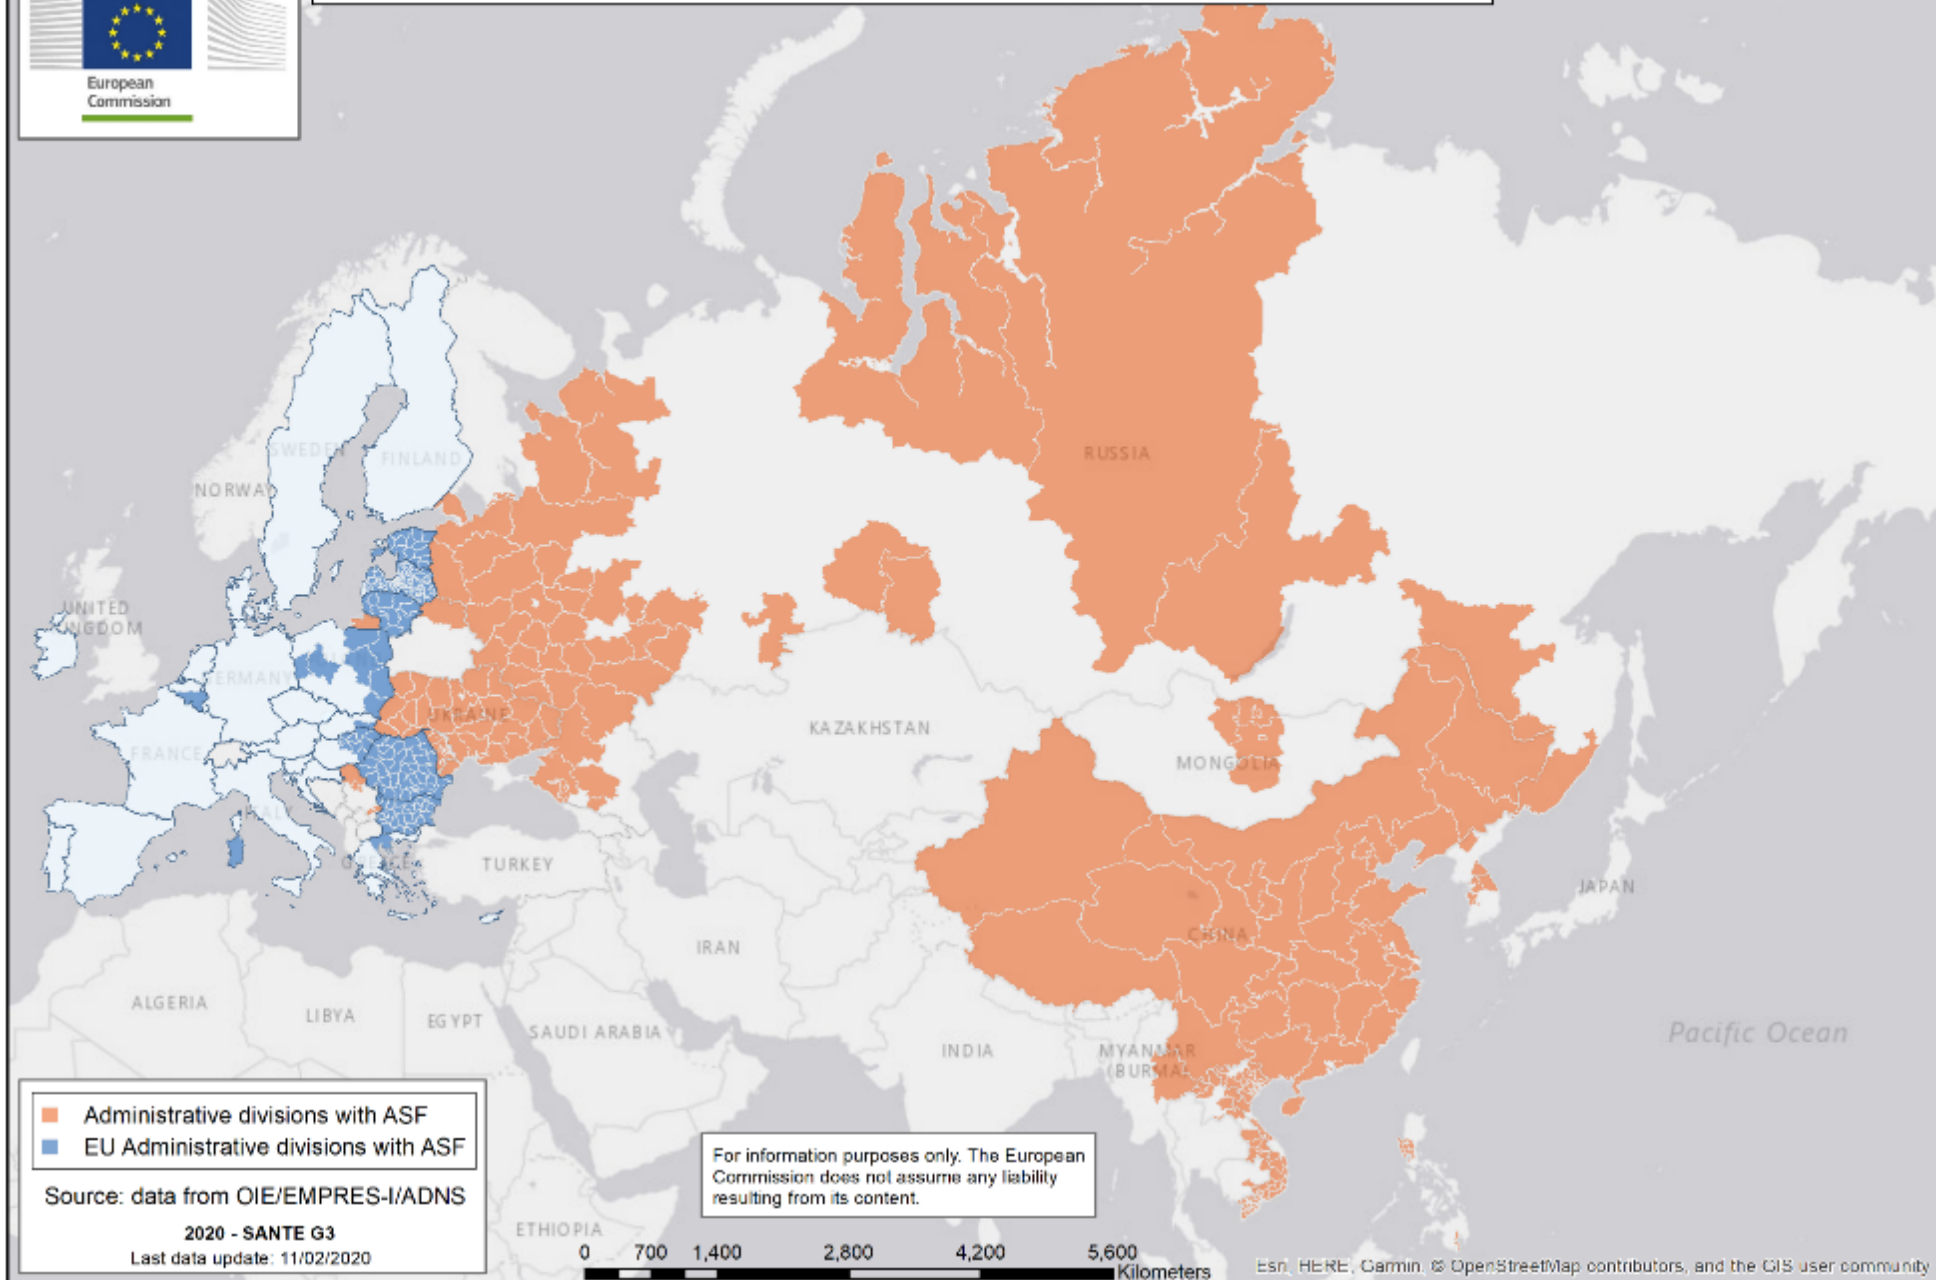 European
Commission
RUSSIA
SWEDEN
FINLAND
NORWAY
UNITED
KINGDOM
GERMANY
UKRAINE
KAZAKHSTAN
FRANCE
MONGOLIA
ITALY
GREECE
TURKEY
JAPAN
IRAN
CHINA
ALGERIA
LIBYA
EGYPT
SAUDI ARABIA
INDIA
MYANMAR
(BURMA)
Pacific Ocean
ETHIOPIA
Administrative divisions with ASF
EU Administrative divisions with ASF
Source: data from OIE/EMPRES-I/ADNS
2020 - SANTE G3
Last data update: 11/02/2020
For information purposes only. The European
Commission does not assume any liability
resulting from its content.
0 700 1,400 2,800 4,200 5,600
Kilometers
Esri, HERE, Garmin, © OpenStreetMap contributors, and the GIS user community